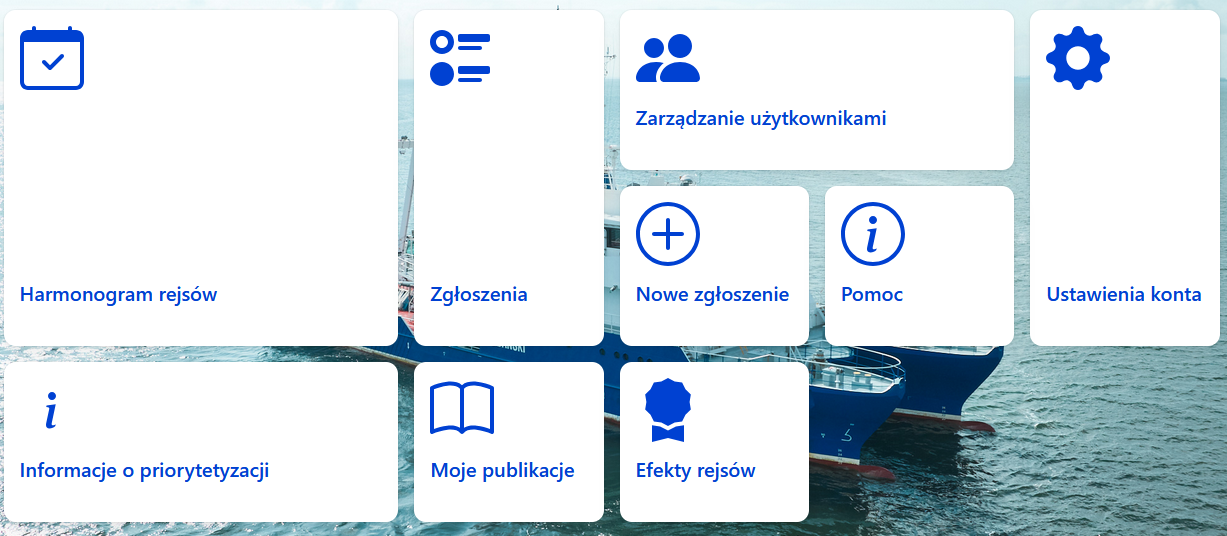 Zarządzanie użytkownikami
Harmonogram rejsów
Zgłoszenia
Nowe zgłoszenie
Pomoc
Ustawienia konta
Informacje o priorytetyzacji
Moje publikacje
Efekty rejsów